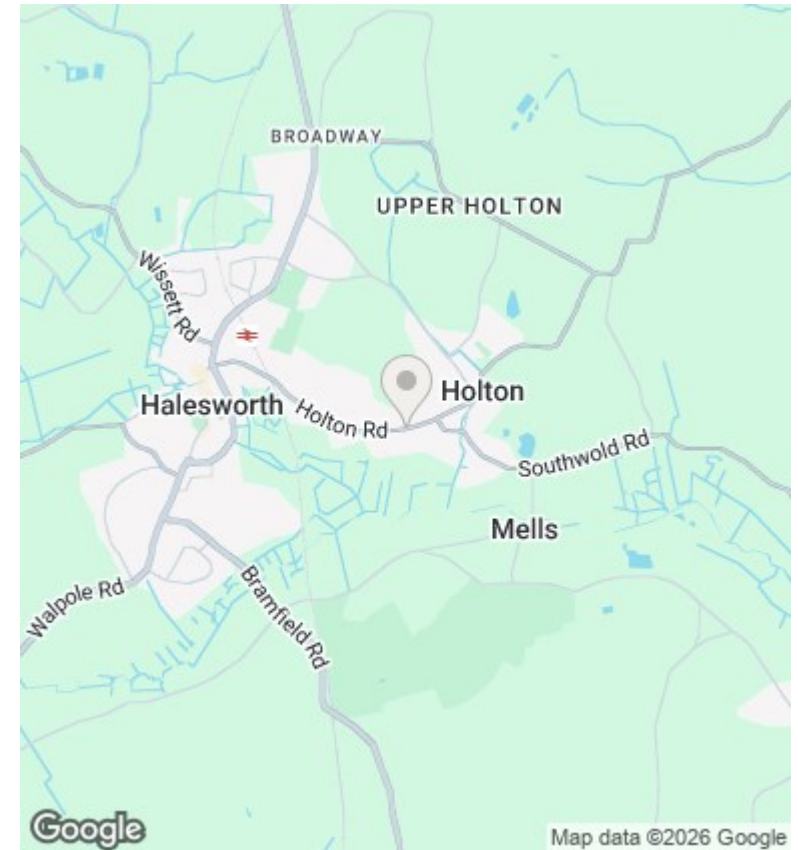 BROADWAY
UPPER HOLTON
Wissett Rd
Holton
Halesworth
Holton Rd
Southwold Rd
Mells
Walpole Rd
Bramfield Rd
Google
Map data ©2026 Google